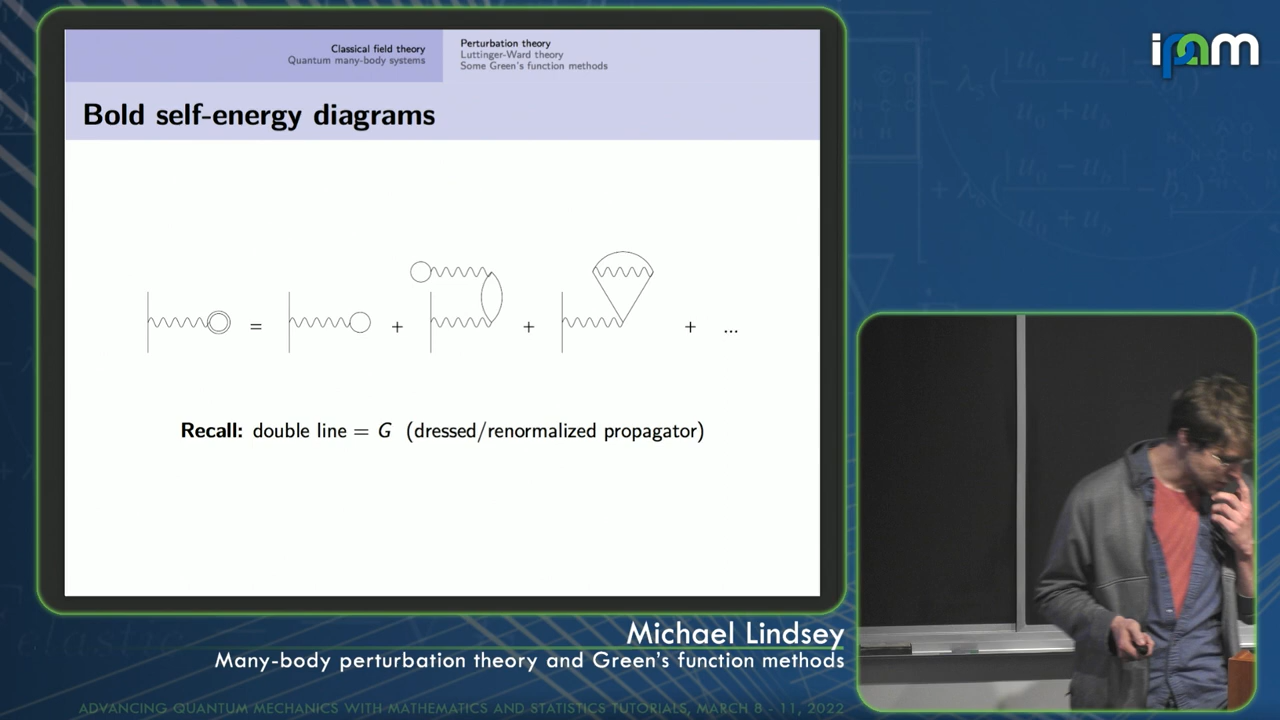 Classical field theory
Quantum many-body systems
Perturbation theory
Luttinger-Ward theory
Some Green's function methods
Bold self-energy diagrams
= + + + ...
Recall: double line = G (dressed/renormalized propagator)
ipam
Michael Lindsey
Many-body perturbation theory and Green's function methods
ADVANCING QUANTUM MECHANICS WITH MATHEMATICS AND STATISTICS TUTORIALS, MARCH 8 - 11, 2022